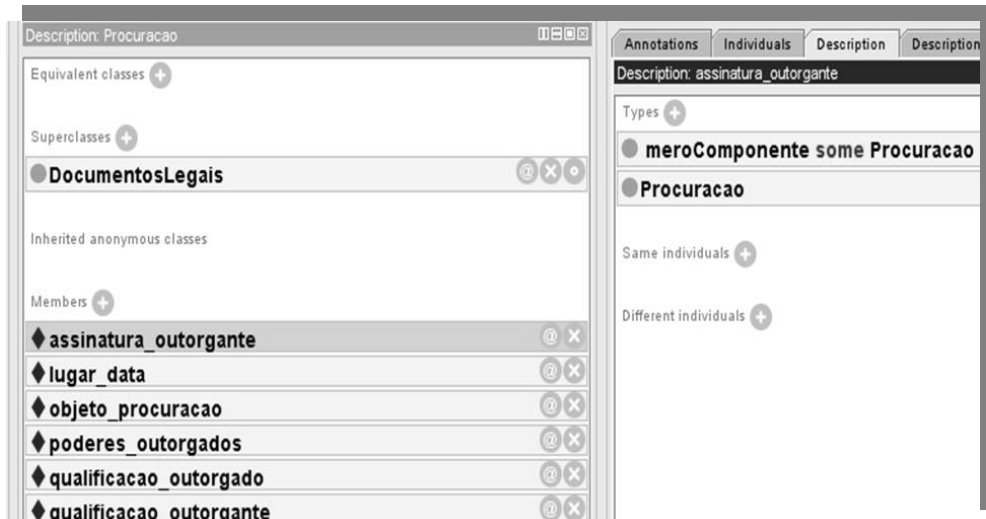 Description: Procuracao
Equivalent classes
Superclasses
DocumentosLegais
Inherited anonymous classes
Members
assinatura_outorgante
lugar_data
objeto_procuracao
poderes_outorgados
qualificacao_outorgado
qualificacao_outorgante
Annotations Individuals Description Description
Description: assinatura_outorgante
Types
meroComponente some Procuracao
Procuracao
Same individuals
Different individuals